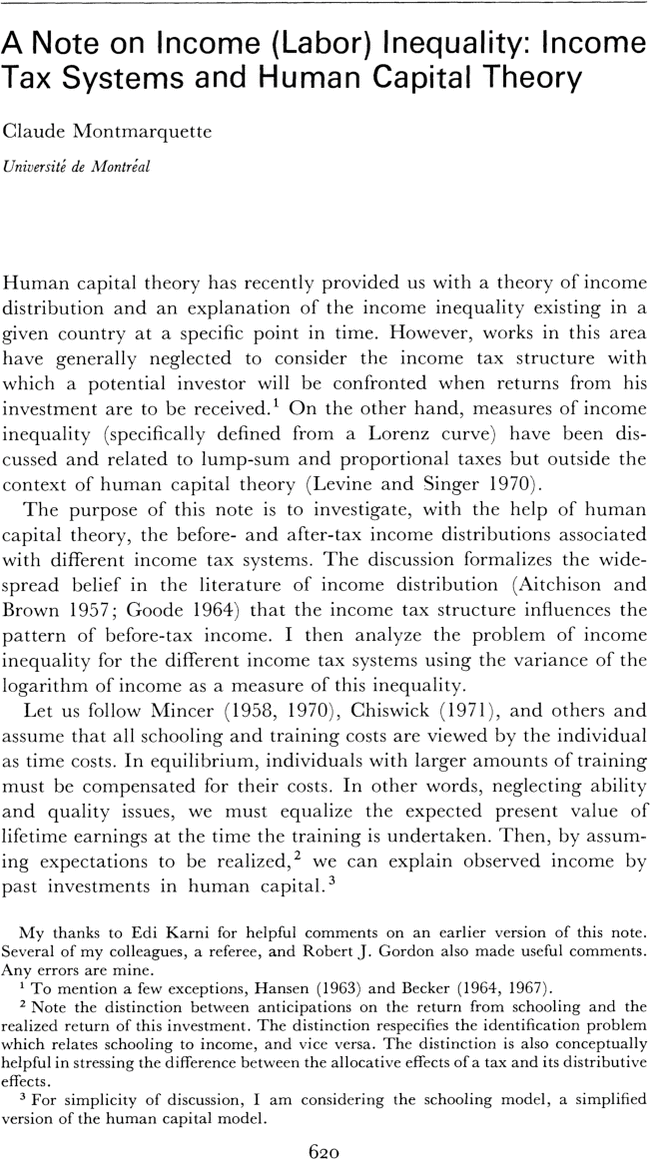 A Note on Income (Labor) Inequality: Income
Tax Systems and Human Capital Theory
Claude Montmarquette
Université de Montréal
Human capital theory has recently provided us with a theory of income
distribution and an explanation of the income inequality existing in a
given country at a specific point in time. However, works in this area
have generally neglected to consider the income tax structure with
which a potential investor will be confronted when returns from his
investment are to be received.¹ On the other hand, measures of income
inequality (specifically defined from a Lorenz curve) have been dis-
cussed and related to lump-sum and proportional taxes but outside the
context of human capital theory (Levine and Singer 1970).
The purpose of this note is to investigate, with the help of human
capital theory, the before- and after-tax income distributions associated
with different income tax systems. The discussion formalizes the wide-
spread belief in the literature of income distribution (Aitchison and
Brown 1957; Goode 1964) that the income tax structure influences the
pattern of before-tax income. I then analyze the problem of income
inequality for the different income tax systems using the variance of the
logarithm of income as a measure of this inequality.
Let us follow Mincer (1958, 1970), Chiswick (1971), and others and
assume that all schooling and training costs are viewed by the individual
as time costs. In equilibrium, individuals with larger amounts of training
must be compensated for their costs. In other words, neglecting ability
and quality issues, we must equalize the expected present value of
lifetime earnings at the time the training is undertaken. Then, by assum-
ing expectations to be realized,² we can explain observed income by
past investments in human capital.³
My thanks to Edi Karni for helpful comments on an earlier version of this note.
Several of my colleagues, a referee, and Robert J. Gordon also made useful comments.
Any errors are mine.
¹ To mention a few exceptions, Hansen (1963) and Becker (1964, 1967).
² Note the distinction between anticipations on the return from schooling and the
realized return of this investment. The distinction respecifies the identification problem
which relates schooling to income, and vice versa. The distinction is also conceptually
helpful in stressing the difference between the allocative effects of a tax and its distributive
effects.
³ For simplicity of discussion, I am considering the schooling model, a simplified
version of the human capital model.
620